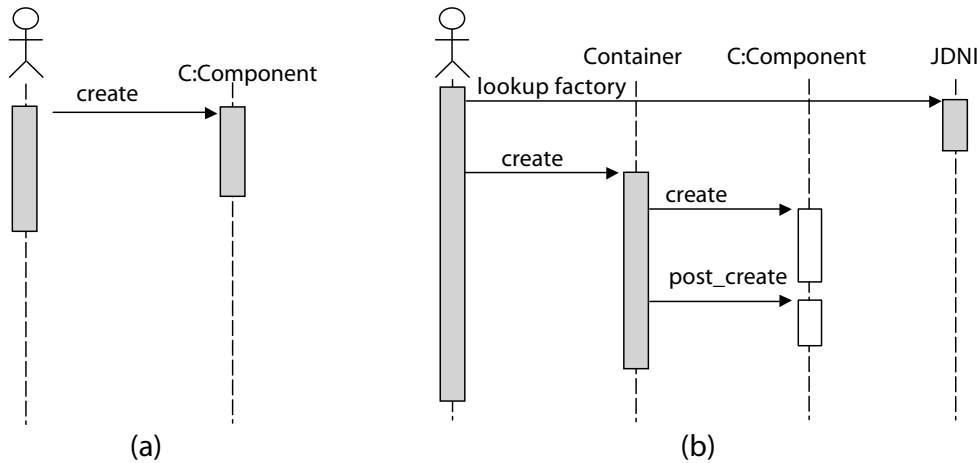 C:Component
create
(a)
Container
C:Component
JDNI
lookup factory
create
create
post_create
(b)